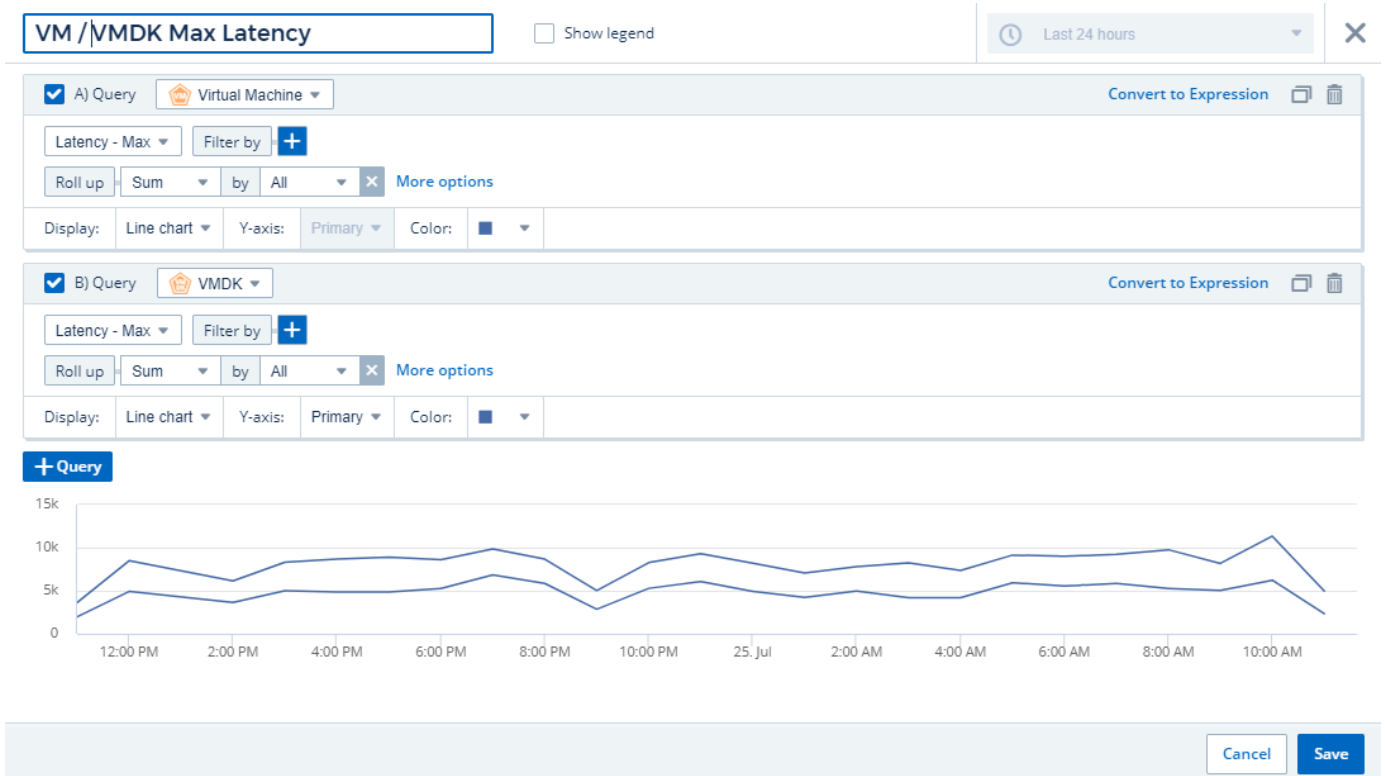 VM / VMDK Max Latency Show legend Last 24 hours
A) Query Virtual Machine Convert to Expression
Latency - Max Filter by
Roll up Sum by All More options
Display: Line chart Y-axis: Primary Color:
B) Query VMDK Convert to Expression
Latency - Max Filter by
Roll up Sum by All More options
Display: Line chart Y-axis: Primary Color:
+ Query
15k
10k
5k
0
12:00 PM 2:00 PM 4:00 PM 6:00 PM 8:00 PM 10:00 PM 25. Jul 2:00 AM 4:00 AM 6:00 AM 8:00 AM 10:00 AM
Cancel Save